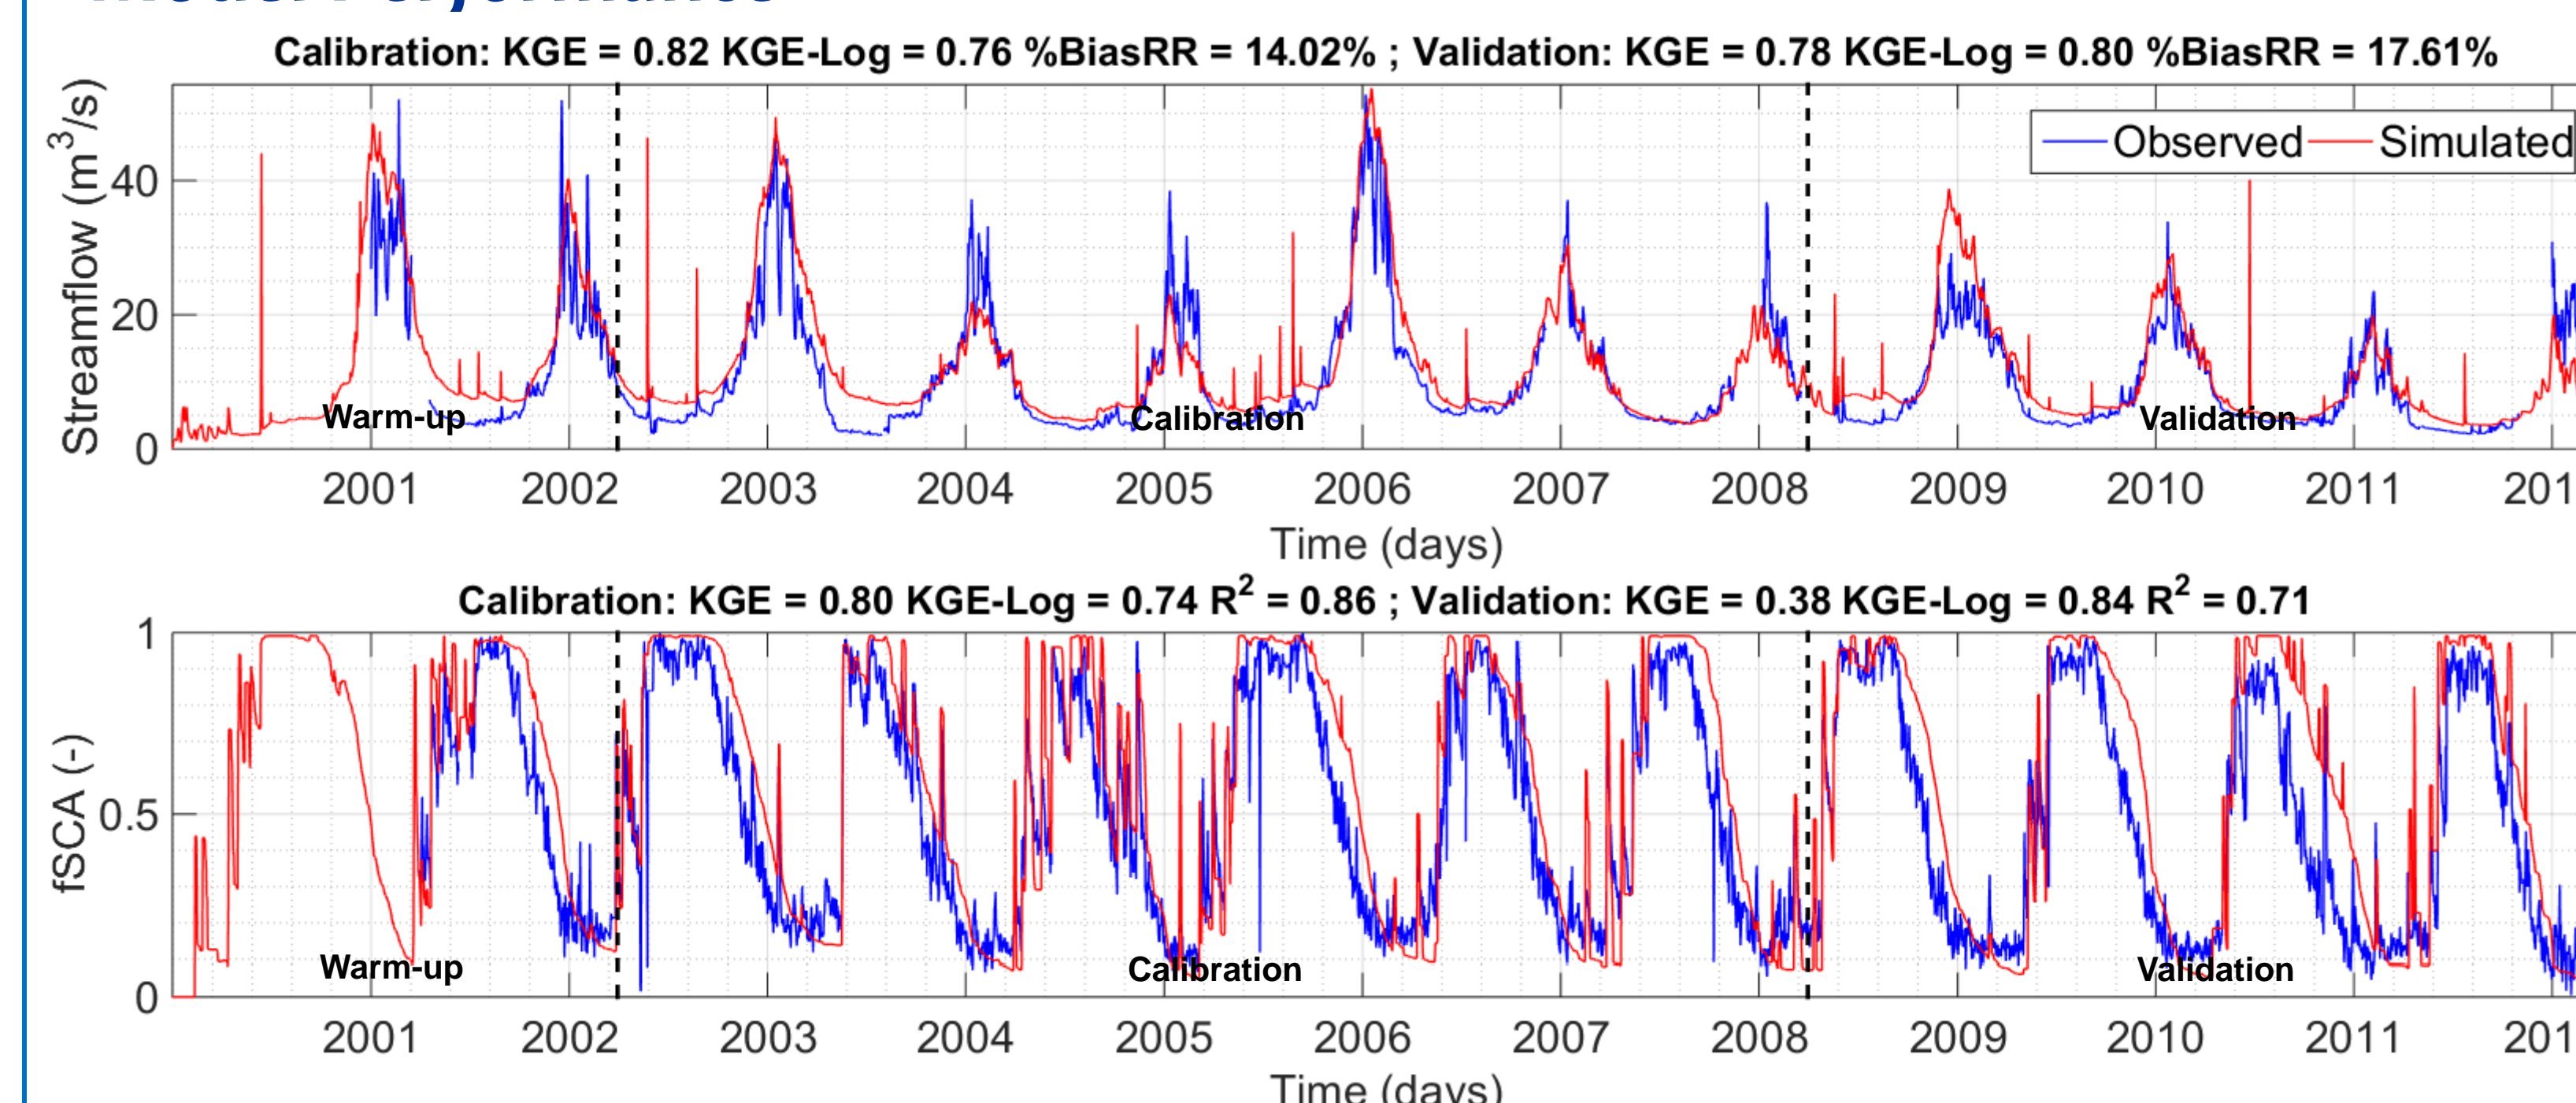 Model Performance
Calibration: KGE = 0.82 KGE-Log = 0.76 %BiasRR = 14.02% ; Validation: KGE = 0.78 KGE-Log = 0.80 %BiasRR = 17.61%
Streamflow (m³/s)
40
20
0
Observed
Simulated
Warm-up
Calibration
Validation
2001 2002 2003 2004 2005 2006 2007 2008 2009 2010 2011 201
Time (days)
Calibration: KGE = 0.80 KGE-Log = 0.74 R² = 0.86 ; Validation: KGE = 0.38 KGE-Log = 0.84 R² = 0.71
fSCA (-)
1
0.5
0
Warm-up
Calibration
Validation
2001 2002 2003 2004 2005 2006 2007 2008 2009 2010 2011 201
Time (days)